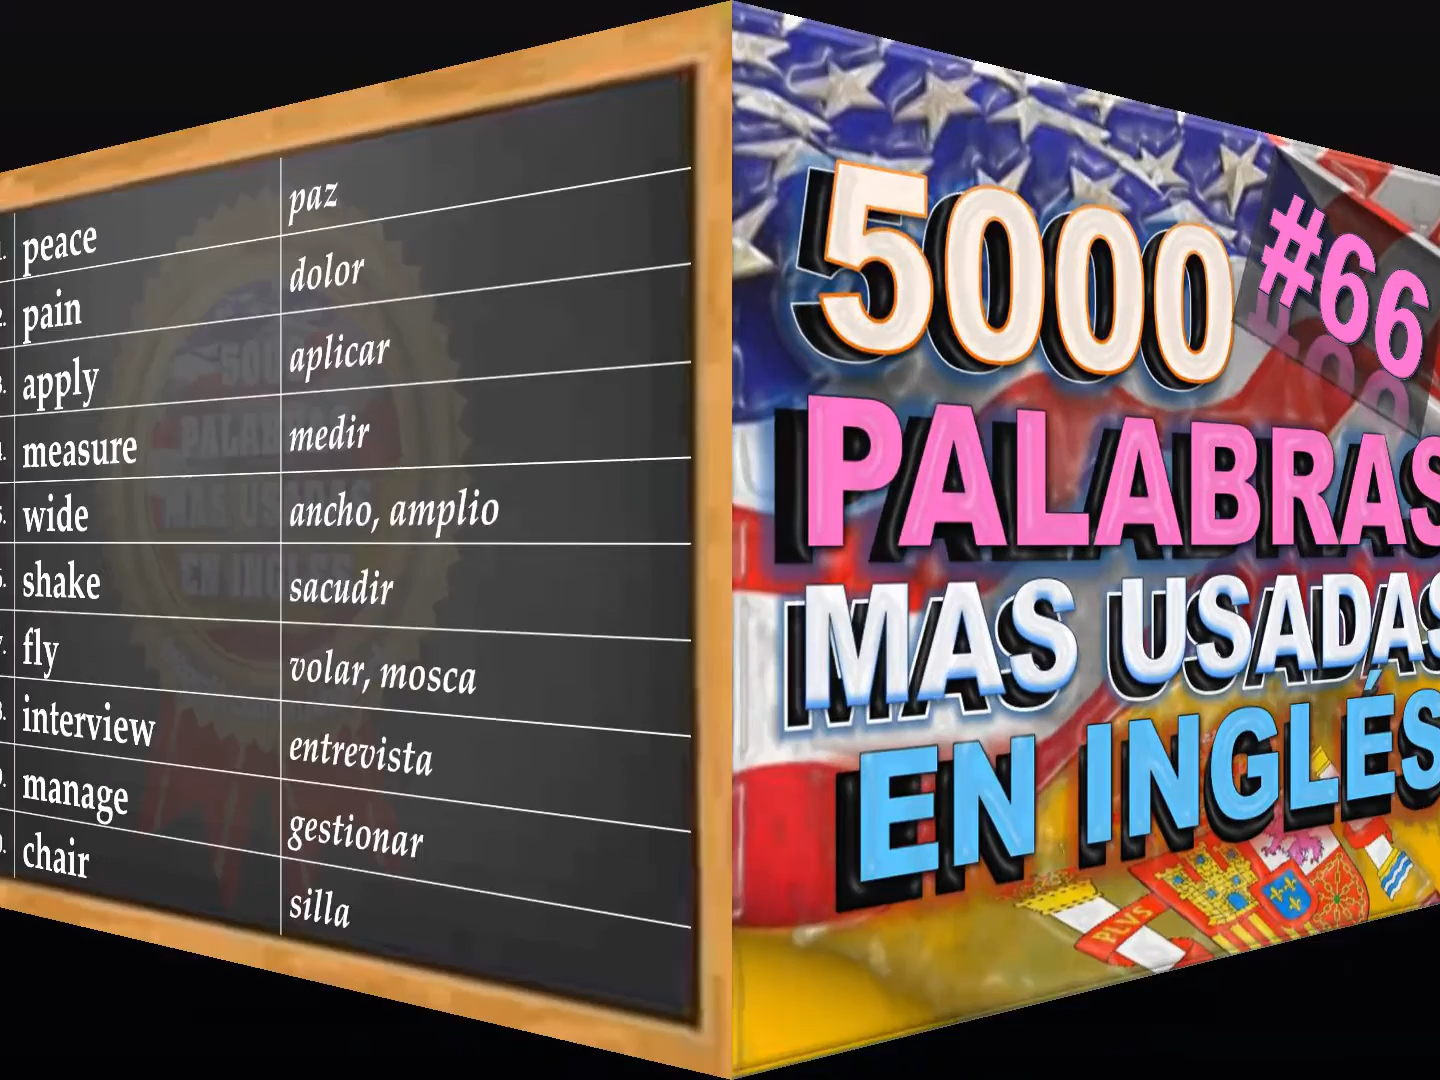 peace paz
pain dolor
apply aplicar
measure medir
wide ancho, amplio
shake sacudir
fly volar, mosca
interview entrevista
manage gestionar
chair silla
5000
#66
PALABRAS
MAS USADAS
EN INGLÉS
PLVS